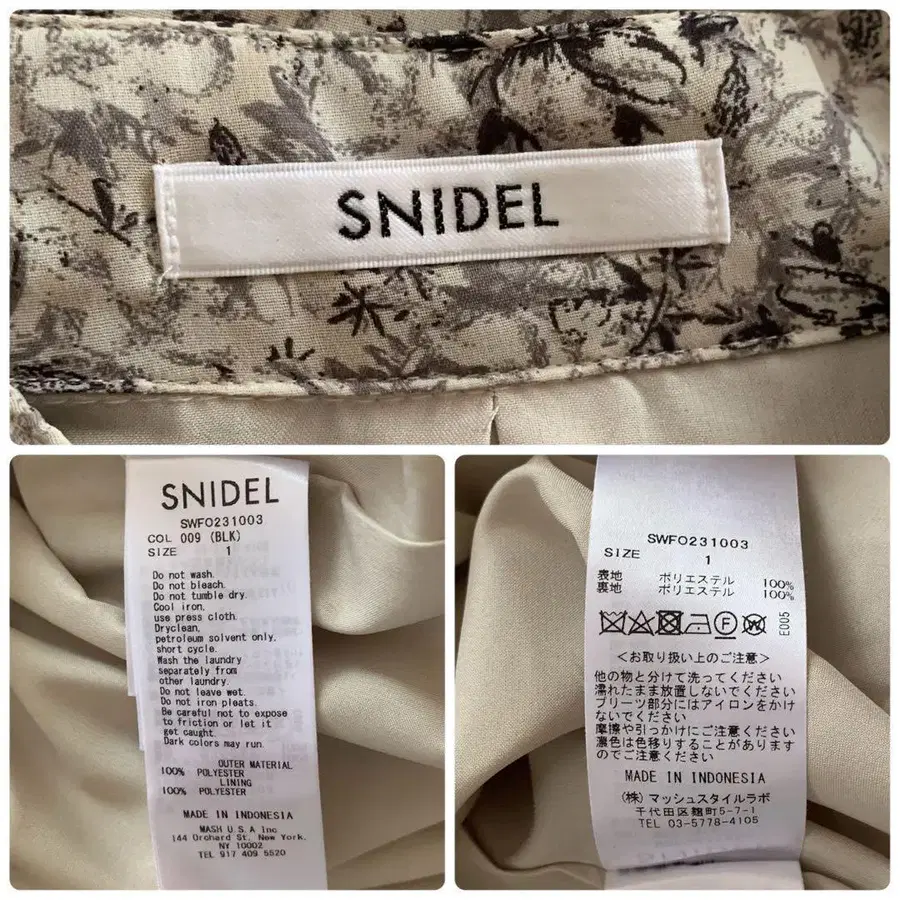 SNIDEL
SNIDEL
SWFO231003
COL 009 (BLK)
SIZE 1
Do not wash.
Do not bleach.
Do not tumble dry.
Cool iron.
use press cloth.
Dryclean,
petroleum solvent only,
short cycle.
Wash the laundry
separately from
other laundry.
Do not leave wet.
Do not iron pleats.
Be careful not to expose
to friction or let it
get caught.
Dark colors may run.
OUTER MATERIAL
100% POLYESTER
LINING
100% POLYESTER
MADE IN INDONESIA
MASH U.S.A Inc
144 Orchard St. New York.
NY 10002
TEL 917 409 5520
SWFO231003
SIZE 1
表地 ポリエステル 100%
裏地 ポリエステル 100%
F W
E005
<お取り扱い上のご注意>
他の物と分けて洗ってください
濡れたまま放置しないでください
プリーツ部分にはアイロンをかけ
ないでください
摩擦や引っかけにご注意ください
濃色は色移りすることがあります
のでご注意ください
MADE IN INDONESIA
(株)マッシュスタイルラボ
千代田区麹町5-7-1
TEL 03-5778-4105